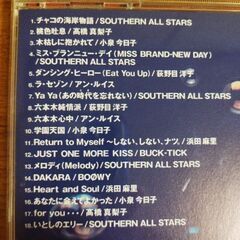 1.チャコの海岸物語/SOUTHERN ALL STARS
2.桃色吐息/高橋 真梨子
3.木枯しに抱かれて/小泉 今日子
4.ミス・ブランニュー・デイ(MISS BRAND-NEW DAY)
/SOUTHERN ALL STARS
5.ダンシング・ヒーロー(Eat You Up)/荻野目 洋子
6.ラ・セゾン/アン・ルイス
7.Ya Ya(あの時代を忘れない)/SOUTHERN ALL STARS
8.六本木純情派/荻野目 洋子
9.六本木心中/アン・ルイス
10.学園天国/小泉 今日子
11.Return to Myself 〜しない、しない、ナツ。/浜田 麻里
12.JUST ONE MORE KISS/BUCK-TICK
13.メロディ(Melody)/SOUTHERN ALL STARS
14.DAKARA/BOØWY
15.Heart and Soul/浜田 麻里
16.あなたに会えてよかった/小泉 今日子
17.for you・・・/高橋 真梨子
18.いとしのエリー/SOUTHERN ALL STARS